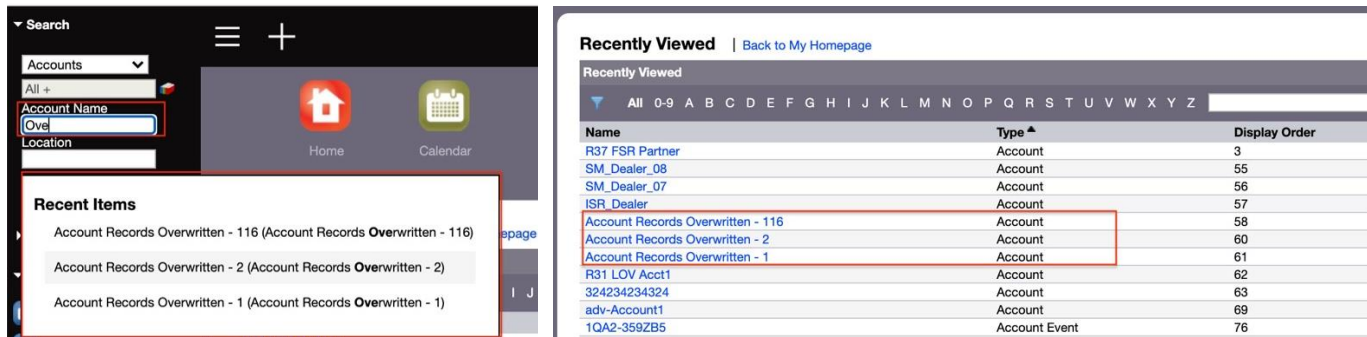 Search
Accounts
All +
Account Name
Ove
Location
Home
Calendar
Recent Items
Account Records Overwritten - 116 (Account Records Overwritten - 116)
Account Records Overwritten - 2 (Account Records Overwritten - 2)
Account Records Overwritten - 1 (Account Records Overwritten - 1)
epage
I J
Recently Viewed | Back to My Homepage
Recently Viewed
All 0-9 A B C D E F G H I J K L M N O P Q R S T U V W X Y Z
Name Type Display Order
R37 FSR Partner Account 3
SM_Dealer_08 Account 55
SM_Dealer_07 Account 56
ISR_Dealer Account 57
Account Records Overwritten - 116 Account 58
Account Records Overwritten - 2 Account 60
Account Records Overwritten - 1 Account 61
R31 LOV Acct1 Account 62
324234234324 Account 63
adv-Account1 Account 69
1QA2-359ZB5 Account Event 76